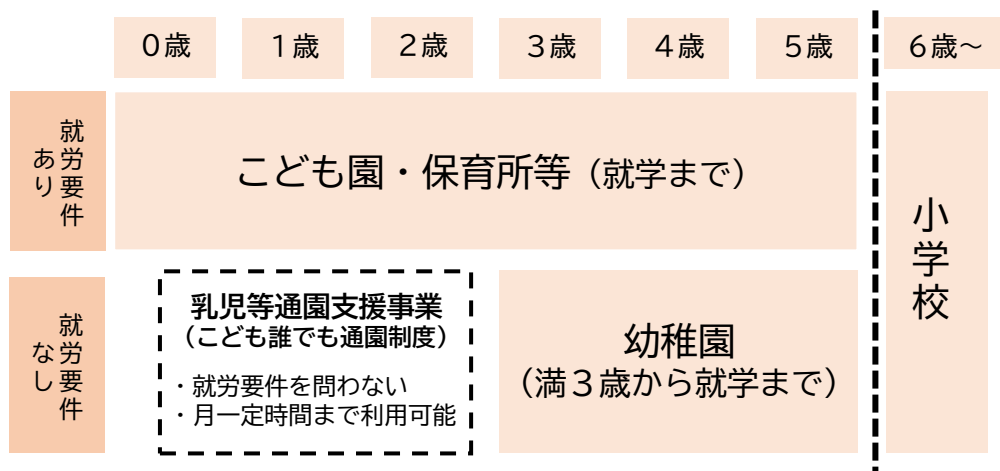 ０歳
１歳
２歳
３歳
４歳
５歳
６歳～
就労要件
あり
こども園・保育所等（就学まで）
小学校
就労要件
なし
乳児等通園支援事業
（こども誰でも通園制度）
・就労要件を問わない
・月一定時間まで利用可能
幼稚園
（満３歳から就学まで）